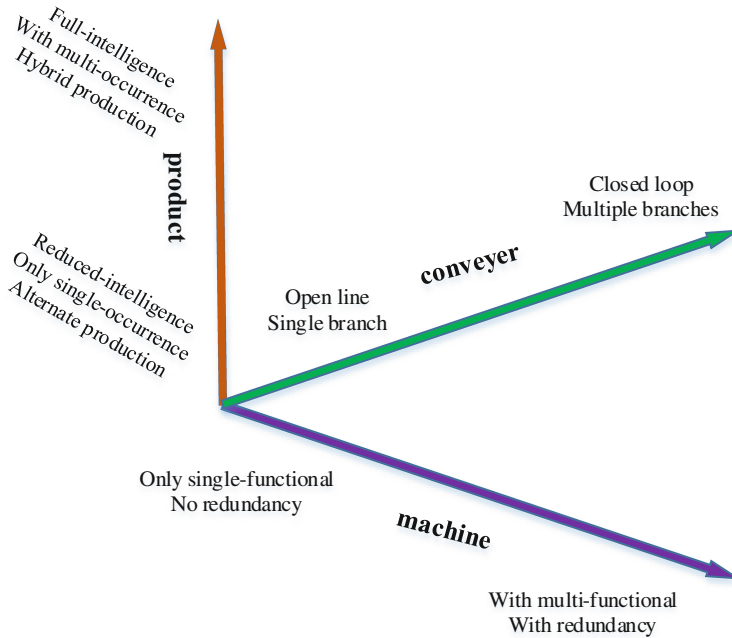 Full-intelligence
With multi-occurrence
Hybrid production
product
Reduced-intelligence
Only single-occurrence
Alternate production
Closed loop
Multiple branches
conveyer
Open line
Single branch
Only single-functional
No redundancy
machine
With multi-functional
With redundancy